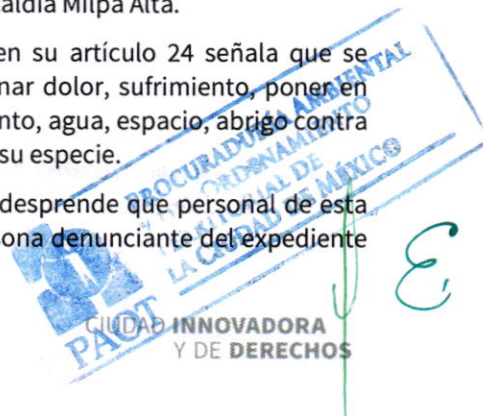 caldía Milpa Alta.
en su artículo 24 señala que se
nar dolor, sufrimiento, poner en
nto, agua, espacio, abrigo contra
su especie.
desprende que personal de esta
sona denunciante del expediente
PROCURADURÍA AMBIENTAL
Y DEL ORDENAMIENTO
TERRITORIAL DE
LA CIUDAD DE MÉXICO
PAOT
CIUDAD INNOVADORA
Y DE DERECHOS